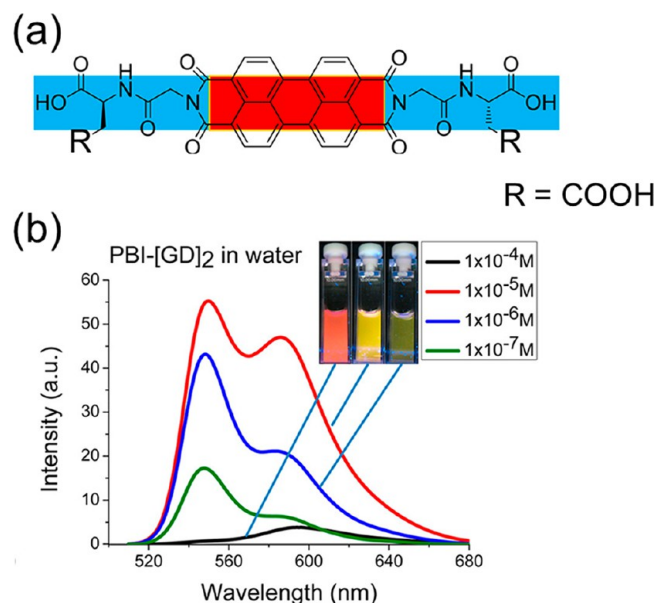 (a)
O OH H N O O N O O O O N O H N O OH O
R R
R = COOH
(b)
PBI-[GD]2 in water
1x10⁻⁴M
1x10⁻⁵M
1x10⁻⁶M
1x10⁻⁷M
60
50
40
30
20
10
0
Intensity (a.u.)
520 560 600 640 680
Wavelength (nm)